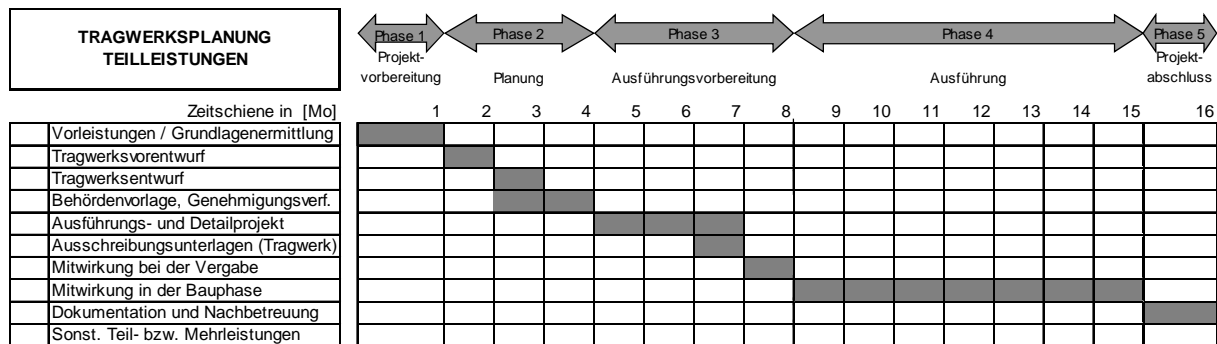 TRAGWERKSPLANUNG
TEILLEISTUNGEN
Phase 1 Phase 2 Phase 3 Phase 4 Phase 5
Projekt-
vorbereitung
Planung
Ausführungsvorbereitung
Ausführung
Projekt-
abschluss
Zeitschiene in [Mo] 1 2 3 4 5 6 7 8 9 10 11 12 13 14 15 16
Vorleistungen / Grundlagenermittlung
Tragwerksvorentwurf
Tragwerksentwurf
Behördenvorlage, Genehmigungsverf.
Ausführungs- und Detailprojekt
Ausschreibungsunterlagen (Tragwerk)
Mitwirkung bei der Vergabe
Mitwirkung in der Bauphase
Dokumentation und Nachbetreuung
Sonst. Teil- bzw. Mehrleistungen